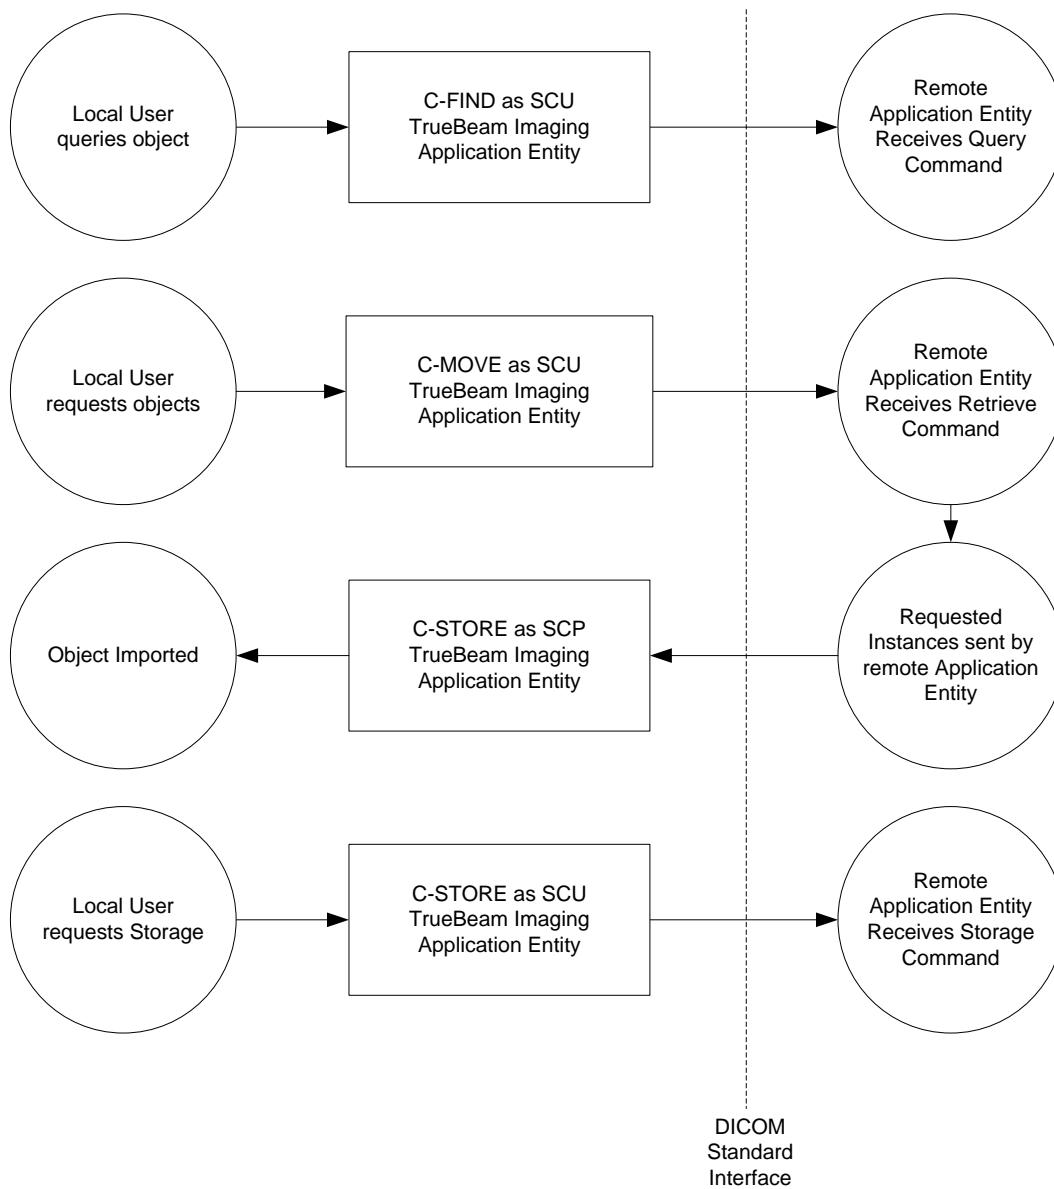 Local User
queries object
C-FIND as SCU
TrueBeam Imaging
Application Entity
Remote
Application Entity
Receives Query
Command
Local User
requests objects
C-MOVE as SCU
TrueBeam Imaging
Application Entity
Remote
Application Entity
Receives Retrieve
Command
Object Imported
C-STORE as SCP
TrueBeam Imaging
Application Entity
Requested
Instances sent by
remote Application
Entity
Local User
requests Storage
C-STORE as SCU
TrueBeam Imaging
Application Entity
Remote
Application Entity
Receives Storage
Command
DICOM
Standard
Interface